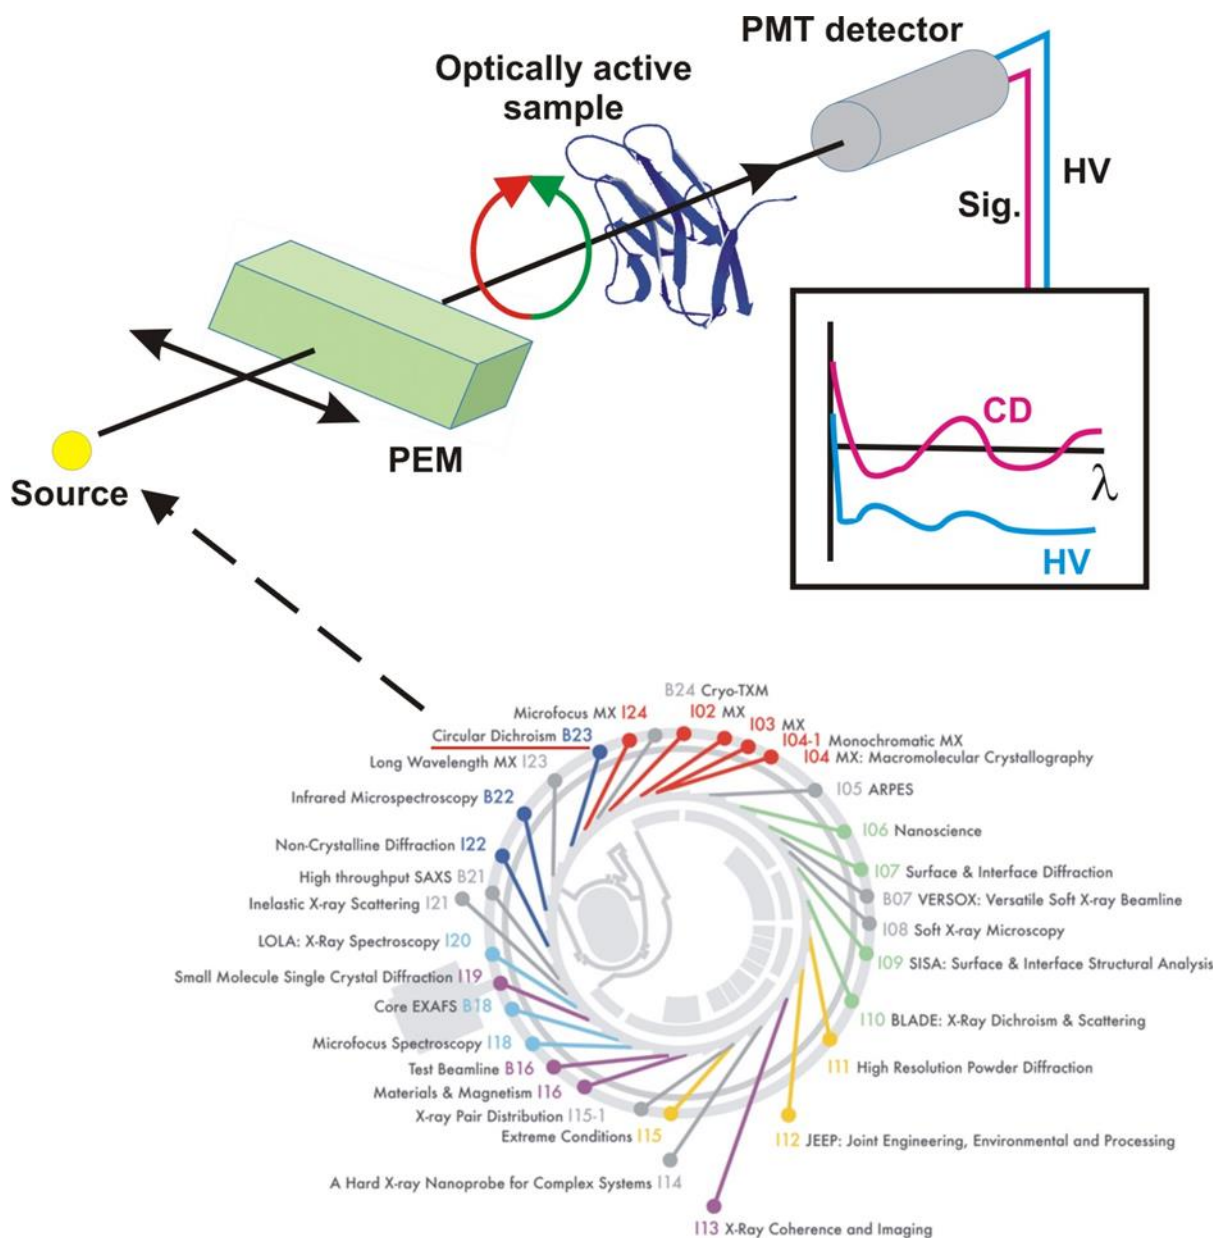 PMT detector
Optically active
sample
HV
Sig.
PEM
Source
CD
λ
HV
B24 Cryo-TXM
Microfocus MX I24
I02 MX
I03 MX
Circular Dichroism B23
I04-1 Monochromatic MX
I04 MX: Macromolecular Crystallography
Long Wavelength MX I23
I05 ARPES
Infrared Microspectroscopy B22
I06 Nanoscience
Non-Crystalline Diffraction I22
I07 Surface & Interface Diffraction
High throughput SAXS B21
B07 VERSOX: Versatile Soft X-ray Beamline
Inelastic X-ray Scattering I21
I08 Soft X-ray Microscopy
LOLA: X-Ray Spectroscopy I20
I09 SISA: Surface & Interface Structural Analysis
Small Molecule Single Crystal Diffraction I19
Core EXAFS B18
I10 BLADE: X-Ray Dichroism & Scattering
Microfocus Spectroscopy I18
Test Beamline B16
I11 High Resolution Powder Diffraction
Materials & Magnetism I16
X-ray Pair Distribution I15-1
Extreme Conditions I15
I12 JEEP: Joint Engineering, Environmental and Processing
A Hard X-ray Nanoprobe for Complex Systems I14
I13 X-Ray Coherence and Imaging